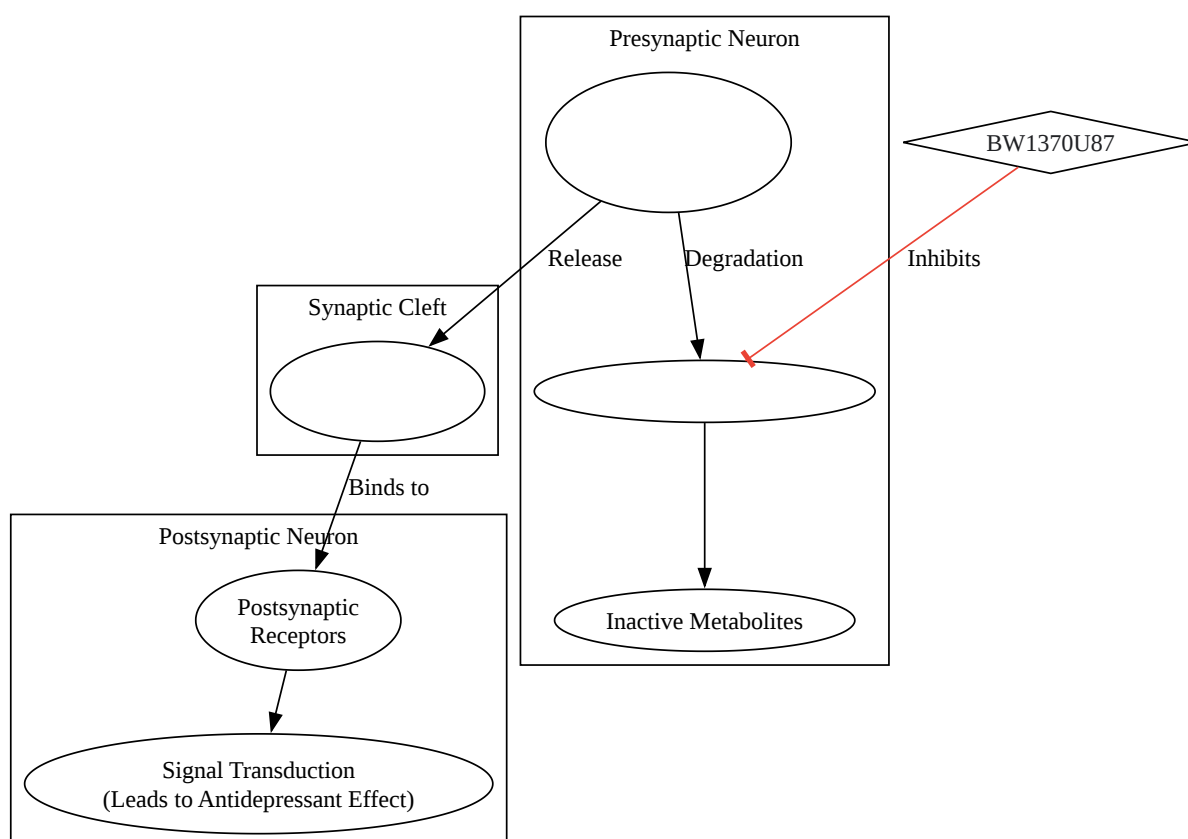 Presynaptic Neuron
BW1370U87
Release
Degradation
Inhibits
Synaptic Cleft
Binds to
Postsynaptic Neuron
Postsynaptic
Receptors
Inactive Metabolites
Signal Transduction
(Leads to Antidepressant Effect)